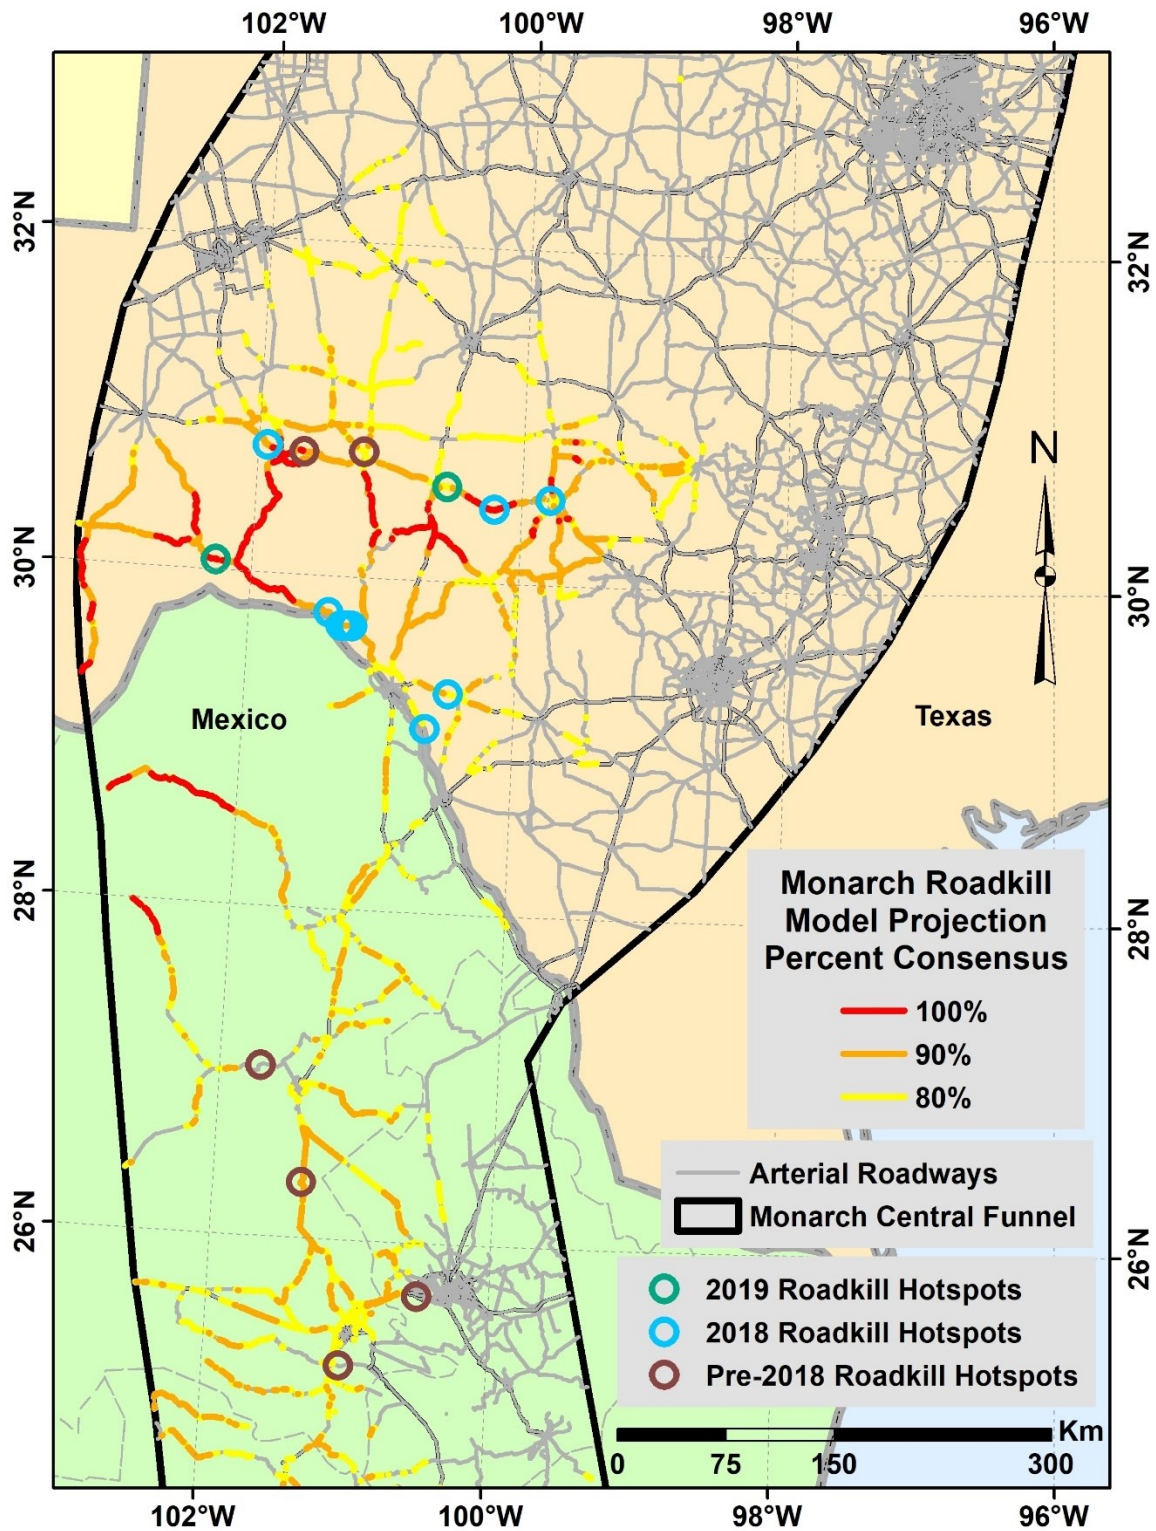 102°W 100°W 98°W 96°W
32°N
32°N
N
30°N
30°N
Mexico
Texas
28°N
28°N
Monarch Roadkill
Model Projection
Percent Consensus
100%
90%
80%
Arterial Roadways
Monarch Central Funnel
26°N
26°N
2019 Roadkill Hotspots
2018 Roadkill Hotspots
Pre-2018 Roadkill Hotspots
Km
0 75 150 300
102°W 100°W 98°W 96°W